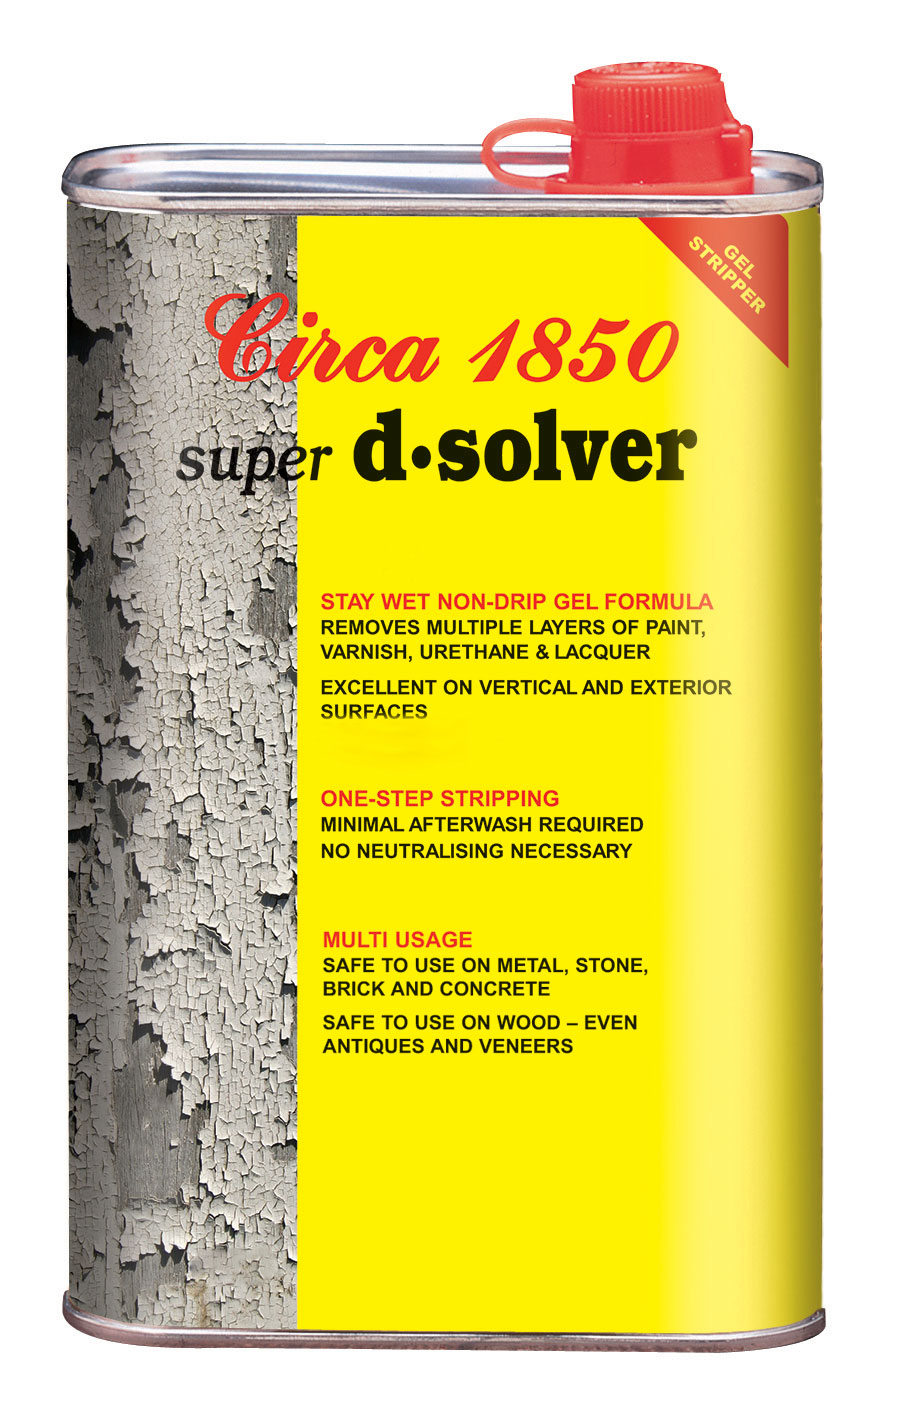 GEL
STRIPPER
Circa 1850
super d•solver
STAY WET NON-DRIP GEL FORMULA
REMOVES MULTIPLE LAYERS OF PAINT,
VARNISH, URETHANE & LACQUER
EXCELLENT ON VERTICAL AND EXTERIOR
SURFACES
ONE-STEP STRIPPING
MINIMAL AFTERWASH REQUIRED
NO NEUTRALISING NECESSARY
MULTI USAGE
SAFE TO USE ON METAL, STONE,
BRICK AND CONCRETE
SAFE TO USE ON WOOD – EVEN
ANTIQUES AND VENEERS